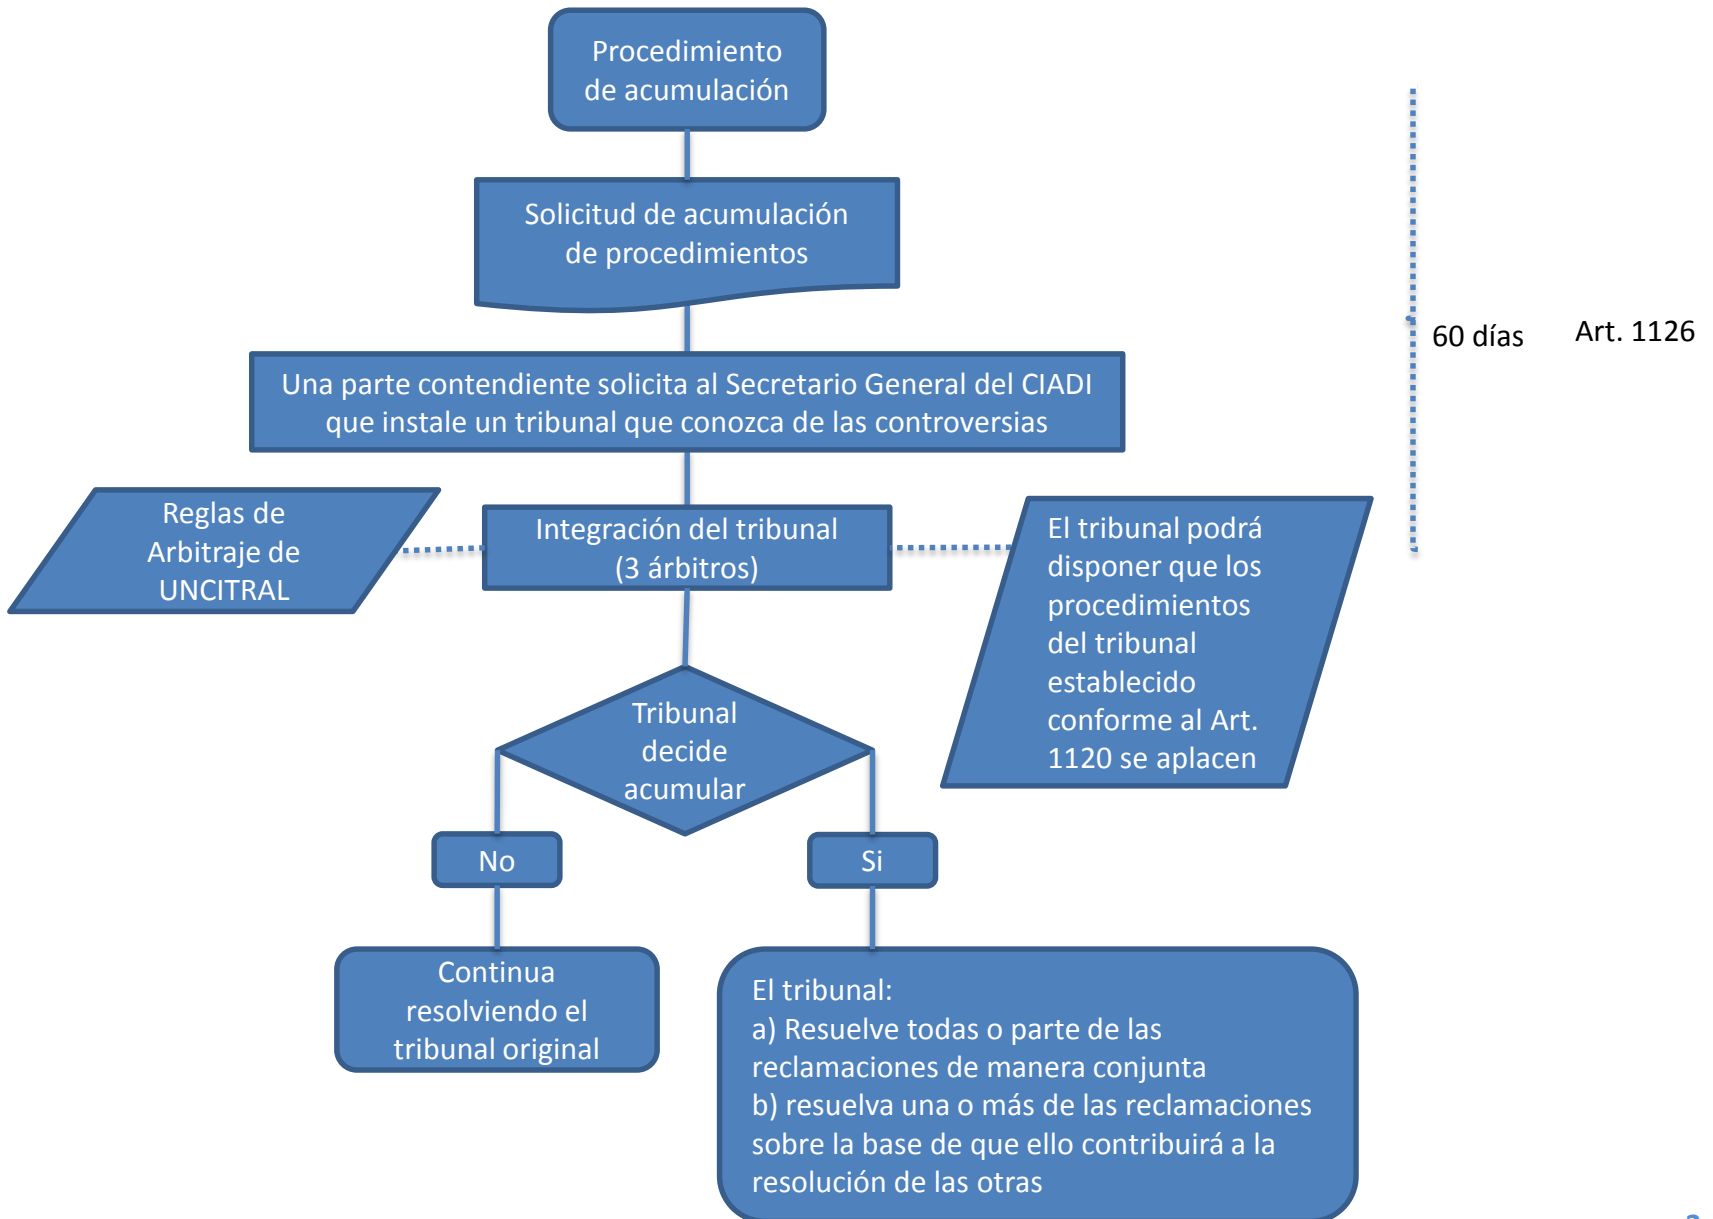 Procedimiento
de acumulación
Solicitud de acumulación
de procedimientos
60 días
Art. 1126
Una parte contendiente solicita al Secretario General del CIADI
que instale un tribunal que conozca de las controversias
Reglas de
Arbitraje de
UNCITRAL
Integración del tribunal
(3 árbitros)
El tribunal podrá
disponer que los
procedimientos
del tribunal
establecido
conforme al Art.
1120 se aplacen
Tribunal
decide
acumular
No
Si
Continua
resolviendo el
tribunal original
El tribunal:
a) Resuelve todas o parte de las
reclamaciones de manera conjunta
b) resuelva una o más de las reclamaciones
sobre la base de que ello contribuirá a la
resolución de las otras